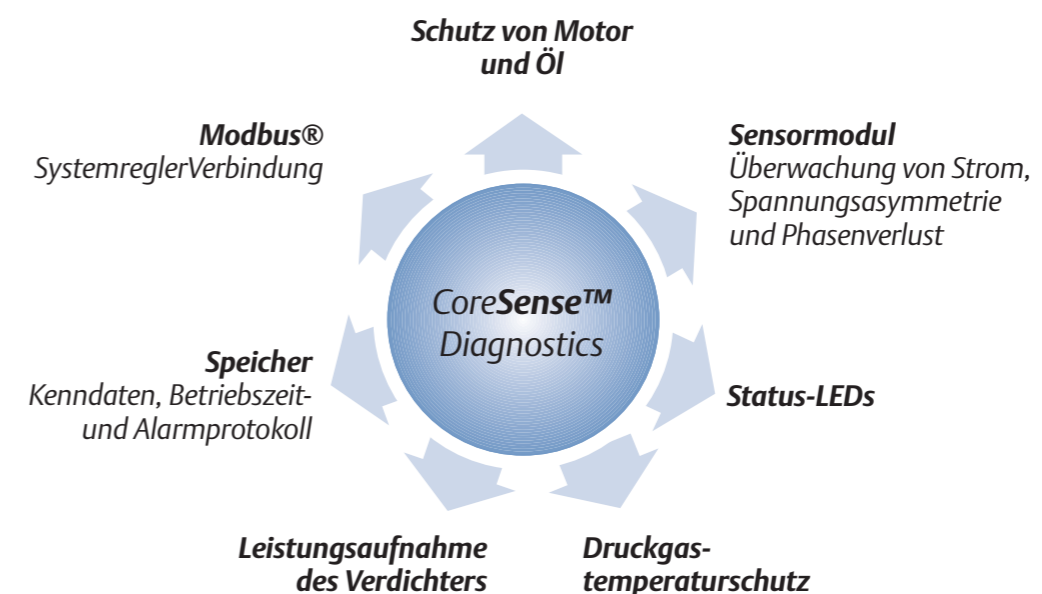 Schutz von Motor
und Öl
Modbus®
SystemreglerVerbindung
Sensormodul
Überwachung von Strom,
Spannungsasymmetrie
und Phasenverlust
CoreSense™
Diagnostics
Speicher
Kenndaten, Betriebszeit-
und Alarmprotokoll
Status-LEDs
Leistungsaufnahme
des Verdichters
Druckgas-
temperaturschutz